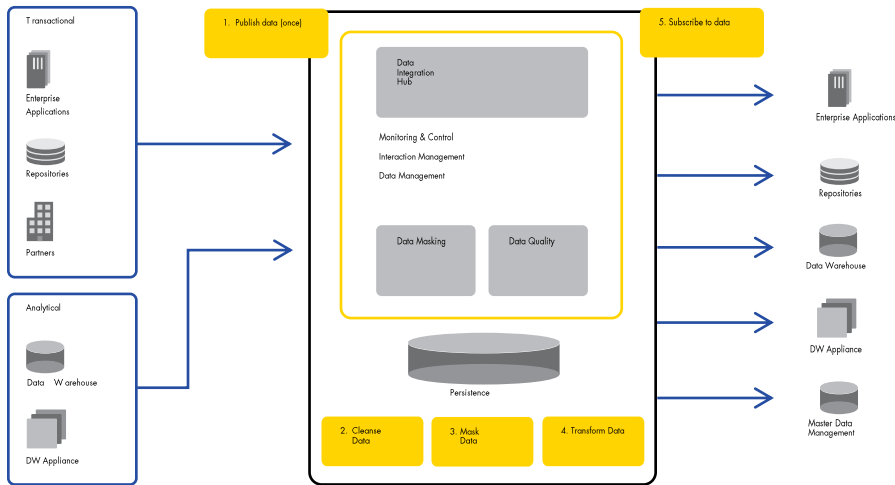 T ransactional
Enterprise
Applications
Repositories
Partners
Analytical
Data W arehouse
DW Appliance
1. Publish data (once)
Data
Integration
Hub
Monitoring & Control
Interaction Management
Data Management
Data Masking
Data Quality
Persistence
2. Cleanse
Data
3. Mask
Data
4. Transform Data
5. Subscribe to data
Enterprise Applications
Repositories
Data Warehouse
DW Appliance
Master Data
Management